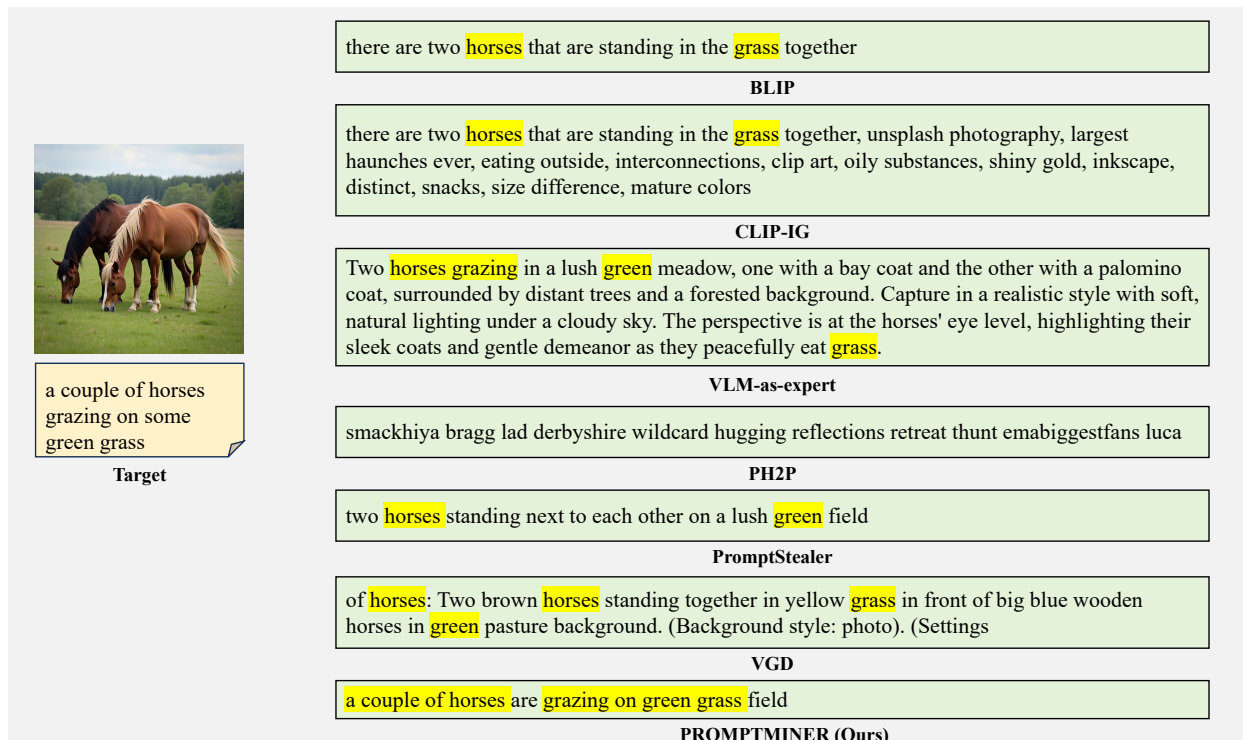 there are two horses that are standing in the grass together
BLIP
there are two horses that are standing in the grass together, unsplash photography, largest
haunches ever, eating outside, interconnections, clip art, oily substances, shiny gold, inkscape,
distinct, snacks, size difference, mature colors
CLIP-IG
Two horses grazing in a lush green meadow, one with a bay coat and the other with a palomino
coat, surrounded by distant trees and a forested background. Capture in a realistic style with soft,
natural lighting under a cloudy sky. The perspective is at the horses' eye level, highlighting their
sleek coats and gentle demeanor as they peacefully eat grass.
VLM-as-expert
a couple of horses
grazing on some
green grass
Target
smackhiya bragg lad derbyshire wildcard hugging reflections retreat thunt emabiggestfans luca
PH2P
two horses standing next to each other on a lush green field
PromptStealer
of horses: Two brown horses standing together in yellow grass in front of big blue wooden
horses in green pasture background. (Background style: photo). (Settings
VGD
a couple of horses are grazing on green grass field
PROMPTMINER (Ours)